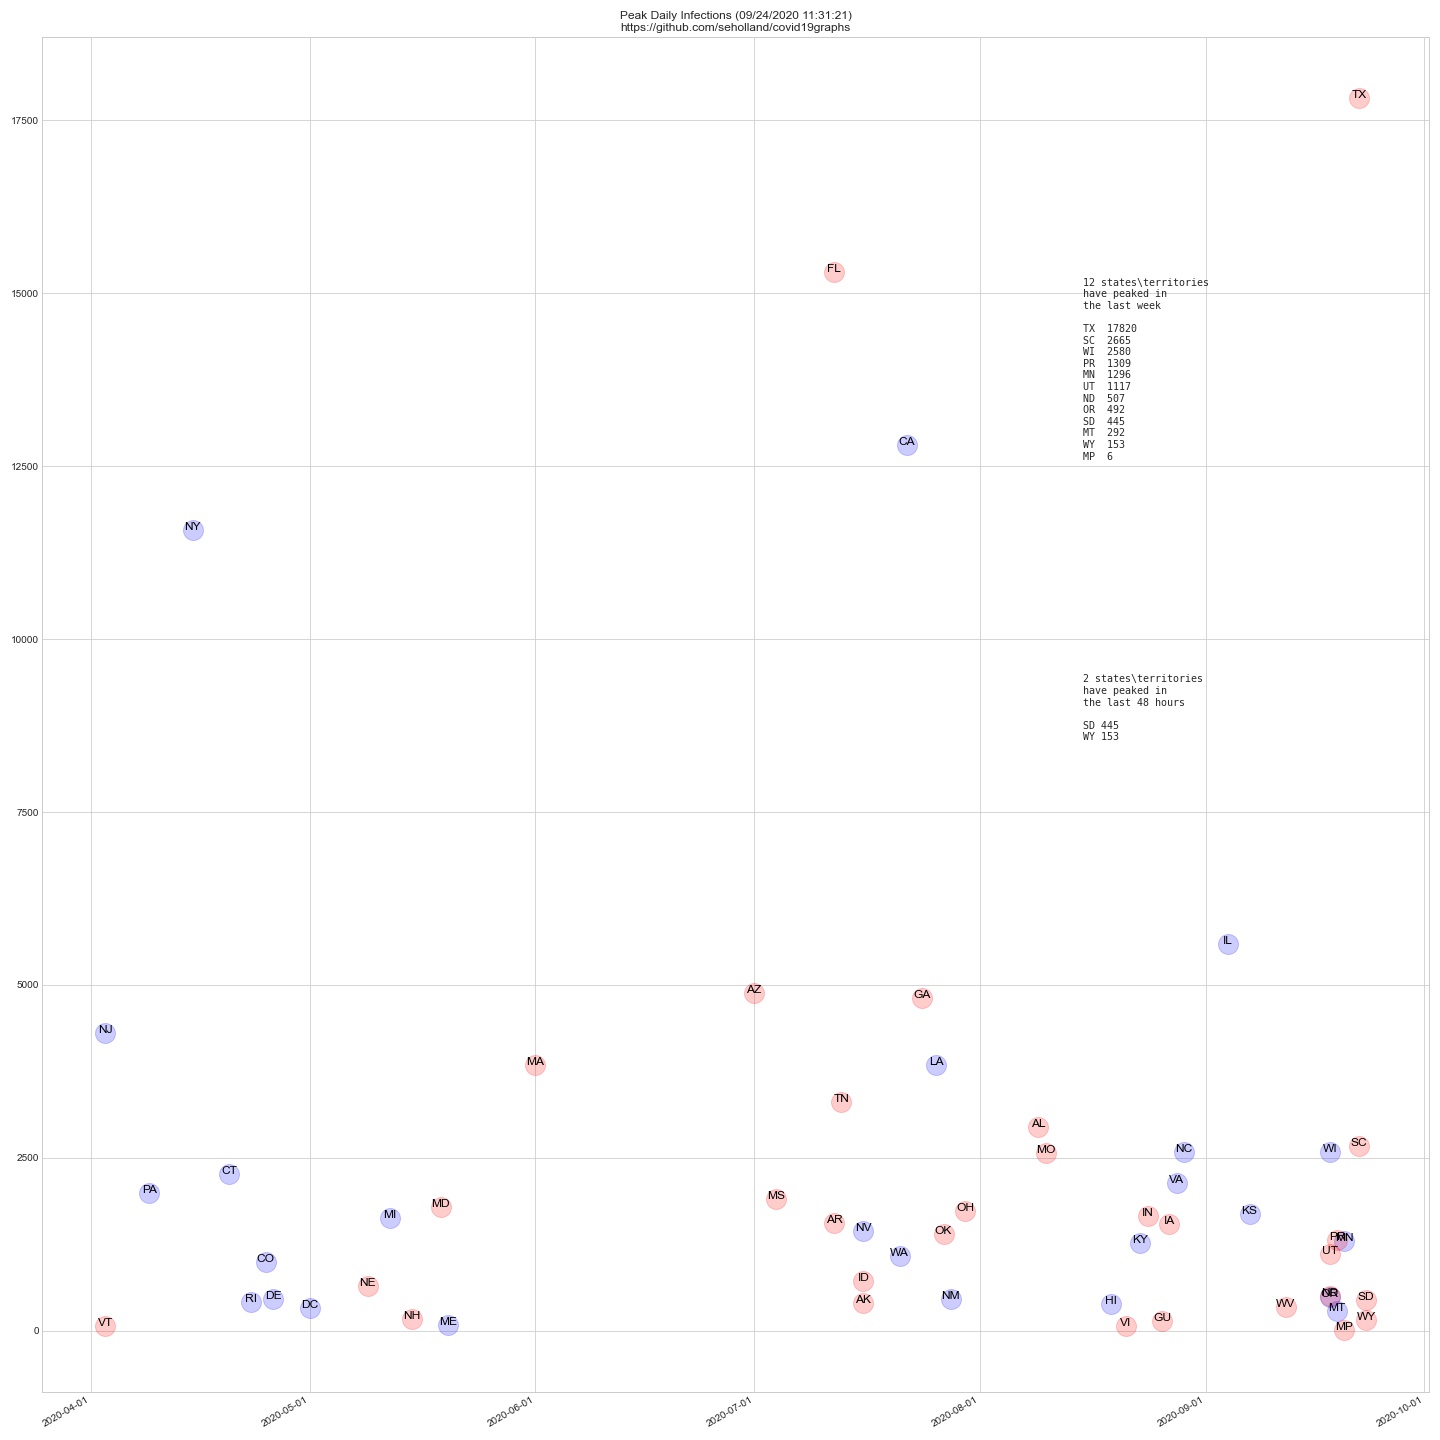 Peak Daily Infections (09/24/2020 11:31:21)
https://github.com/seholland/covid19graphs
TX
17500
FL
15000
12 states\territories
have peaked in
the last week
TX 17820
SC 2665
WI 2580
PR 1309
MN 1296
UT 1117
ND 507
OR 492
SD 445
MT 292
WY 153
MP 6
CA
12500
NY
10000
2 states\territories
have peaked in
the last 48 hours
SD 445
WY 153
7500
IL
5000
AZ
GA
NJ
MA
LA
TN
AL
MO
NC
WI
SC
2500
CT
VA
PA
MS
MD
OH
KS
MI
IN
IA
AR
NV
OK
KY
PR
MN
UT
WA
CO
ID
NE
RI
DE
DC
AK
NM
HI
ND
OR
SD
WV
MT
NH
ME
VT
VI
GU
WY
MP
0
2020-04-01
2020-05-01
2020-06-01
2020-07-01
2020-08-01
2020-09-01
2020-10-01